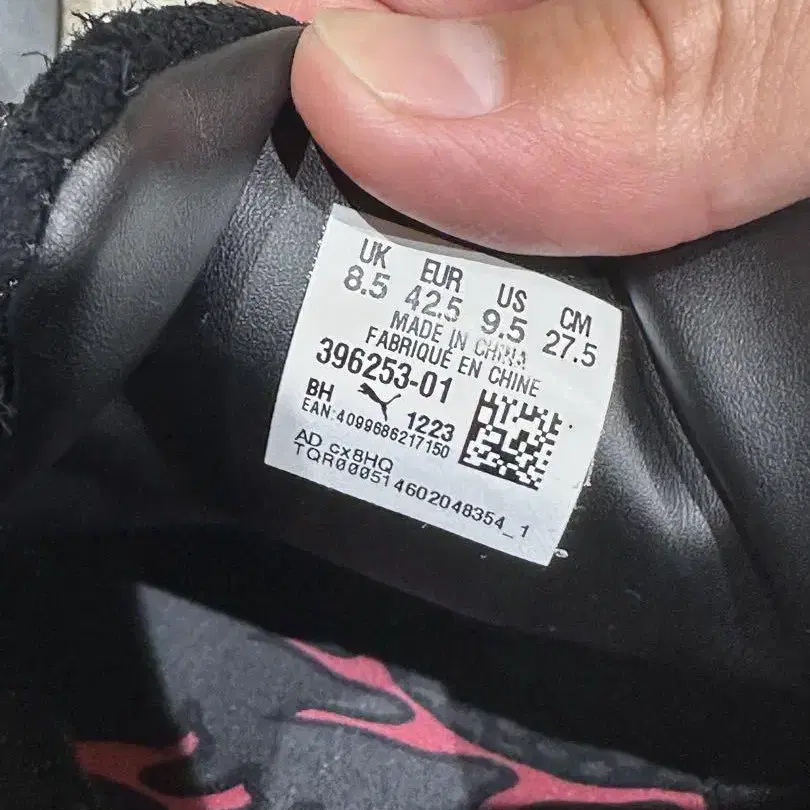 UK EUR US CM
8.5 42.5 9.5 27.5
MADE IN CHINA
FABRIQUÉ EN CHINE
396253-01
BH 1223
EAN:4099686217150
AD cx8HQ
TQR000514602048354_1